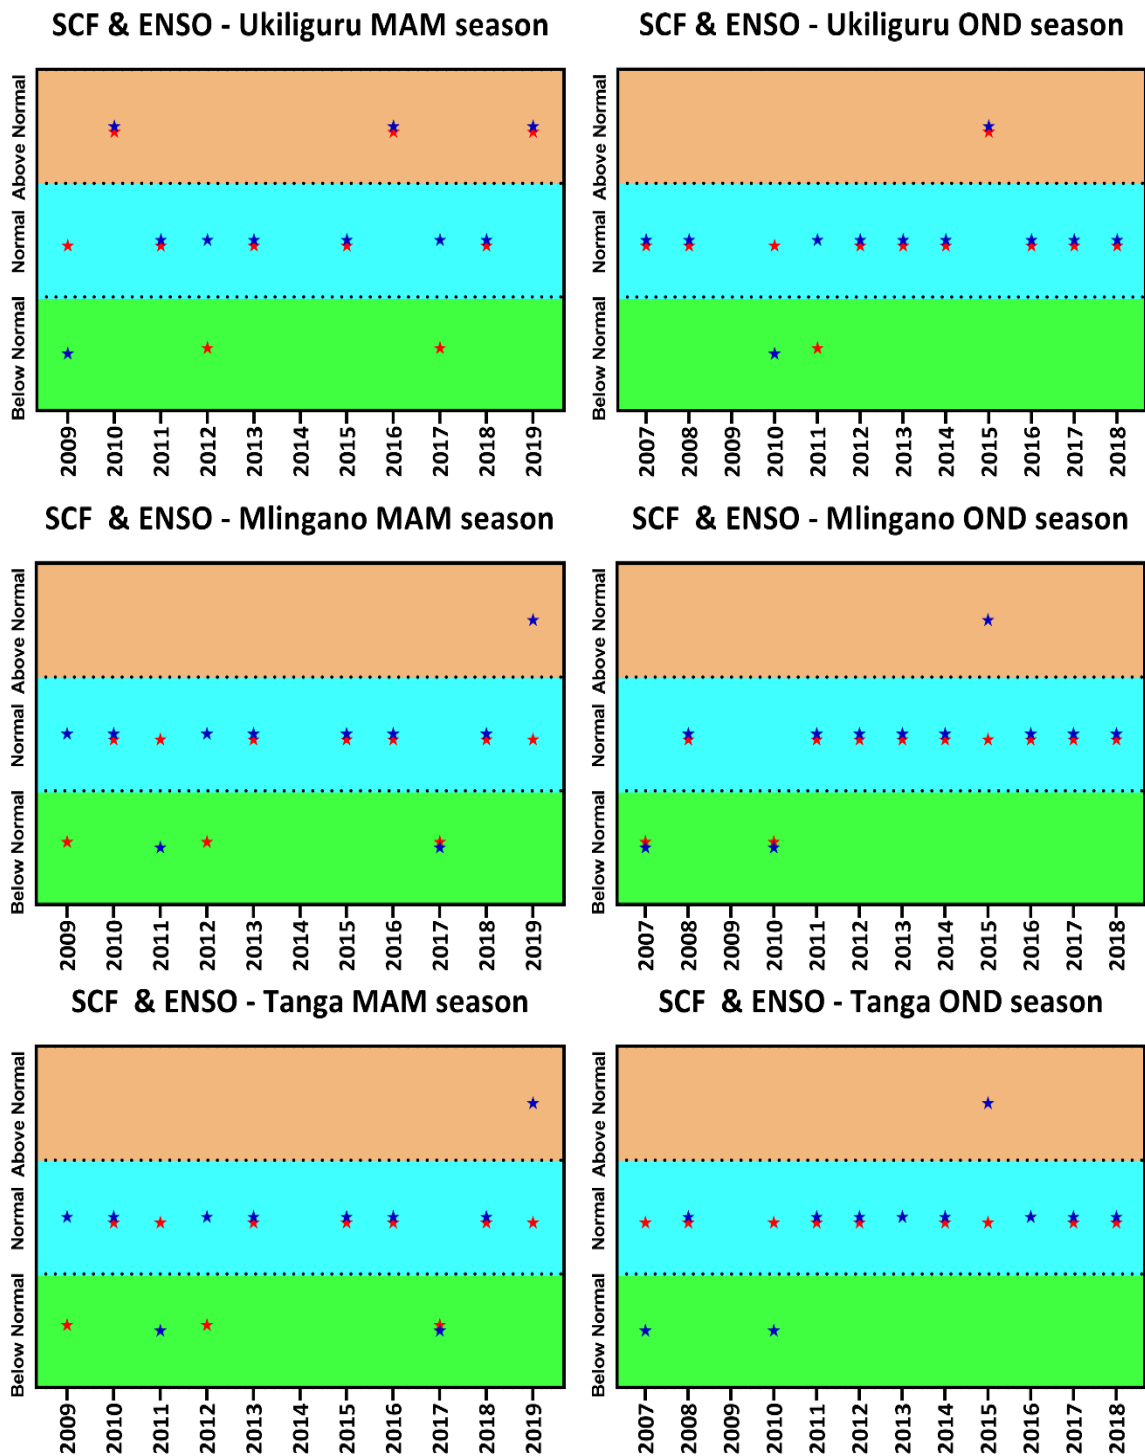 SCF & ENSO - Ukiliguru MAM season
Above Normal
Normal
Below Normal
2009 2010 2011 2012 2013 2014 2015 2016 2017 2018 2019
SCF & ENSO - Ukiliguru OND season
Above Normal
Normal
Below Normal
2007 2008 2009 2010 2011 2012 2013 2014 2015 2016 2017 2018
SCF & ENSO - Mlingano MAM season
Above Normal
Normal
Below Normal
2009 2010 2011 2012 2013 2014 2015 2016 2017 2018 2019
SCF & ENSO - Mlingano OND season
Above Normal
Normal
Below Normal
2007 2008 2009 2010 2011 2012 2013 2014 2015 2016 2017 2018
SCF & ENSO - Tanga MAM season
Above Normal
Normal
Below Normal
2009 2010 2011 2012 2013 2014 2015 2016 2017 2018 2019
SCF & ENSO - Tanga OND season
Above Normal
Normal
Below Normal
2007 2008 2009 2010 2011 2012 2013 2014 2015 2016 2017 2018